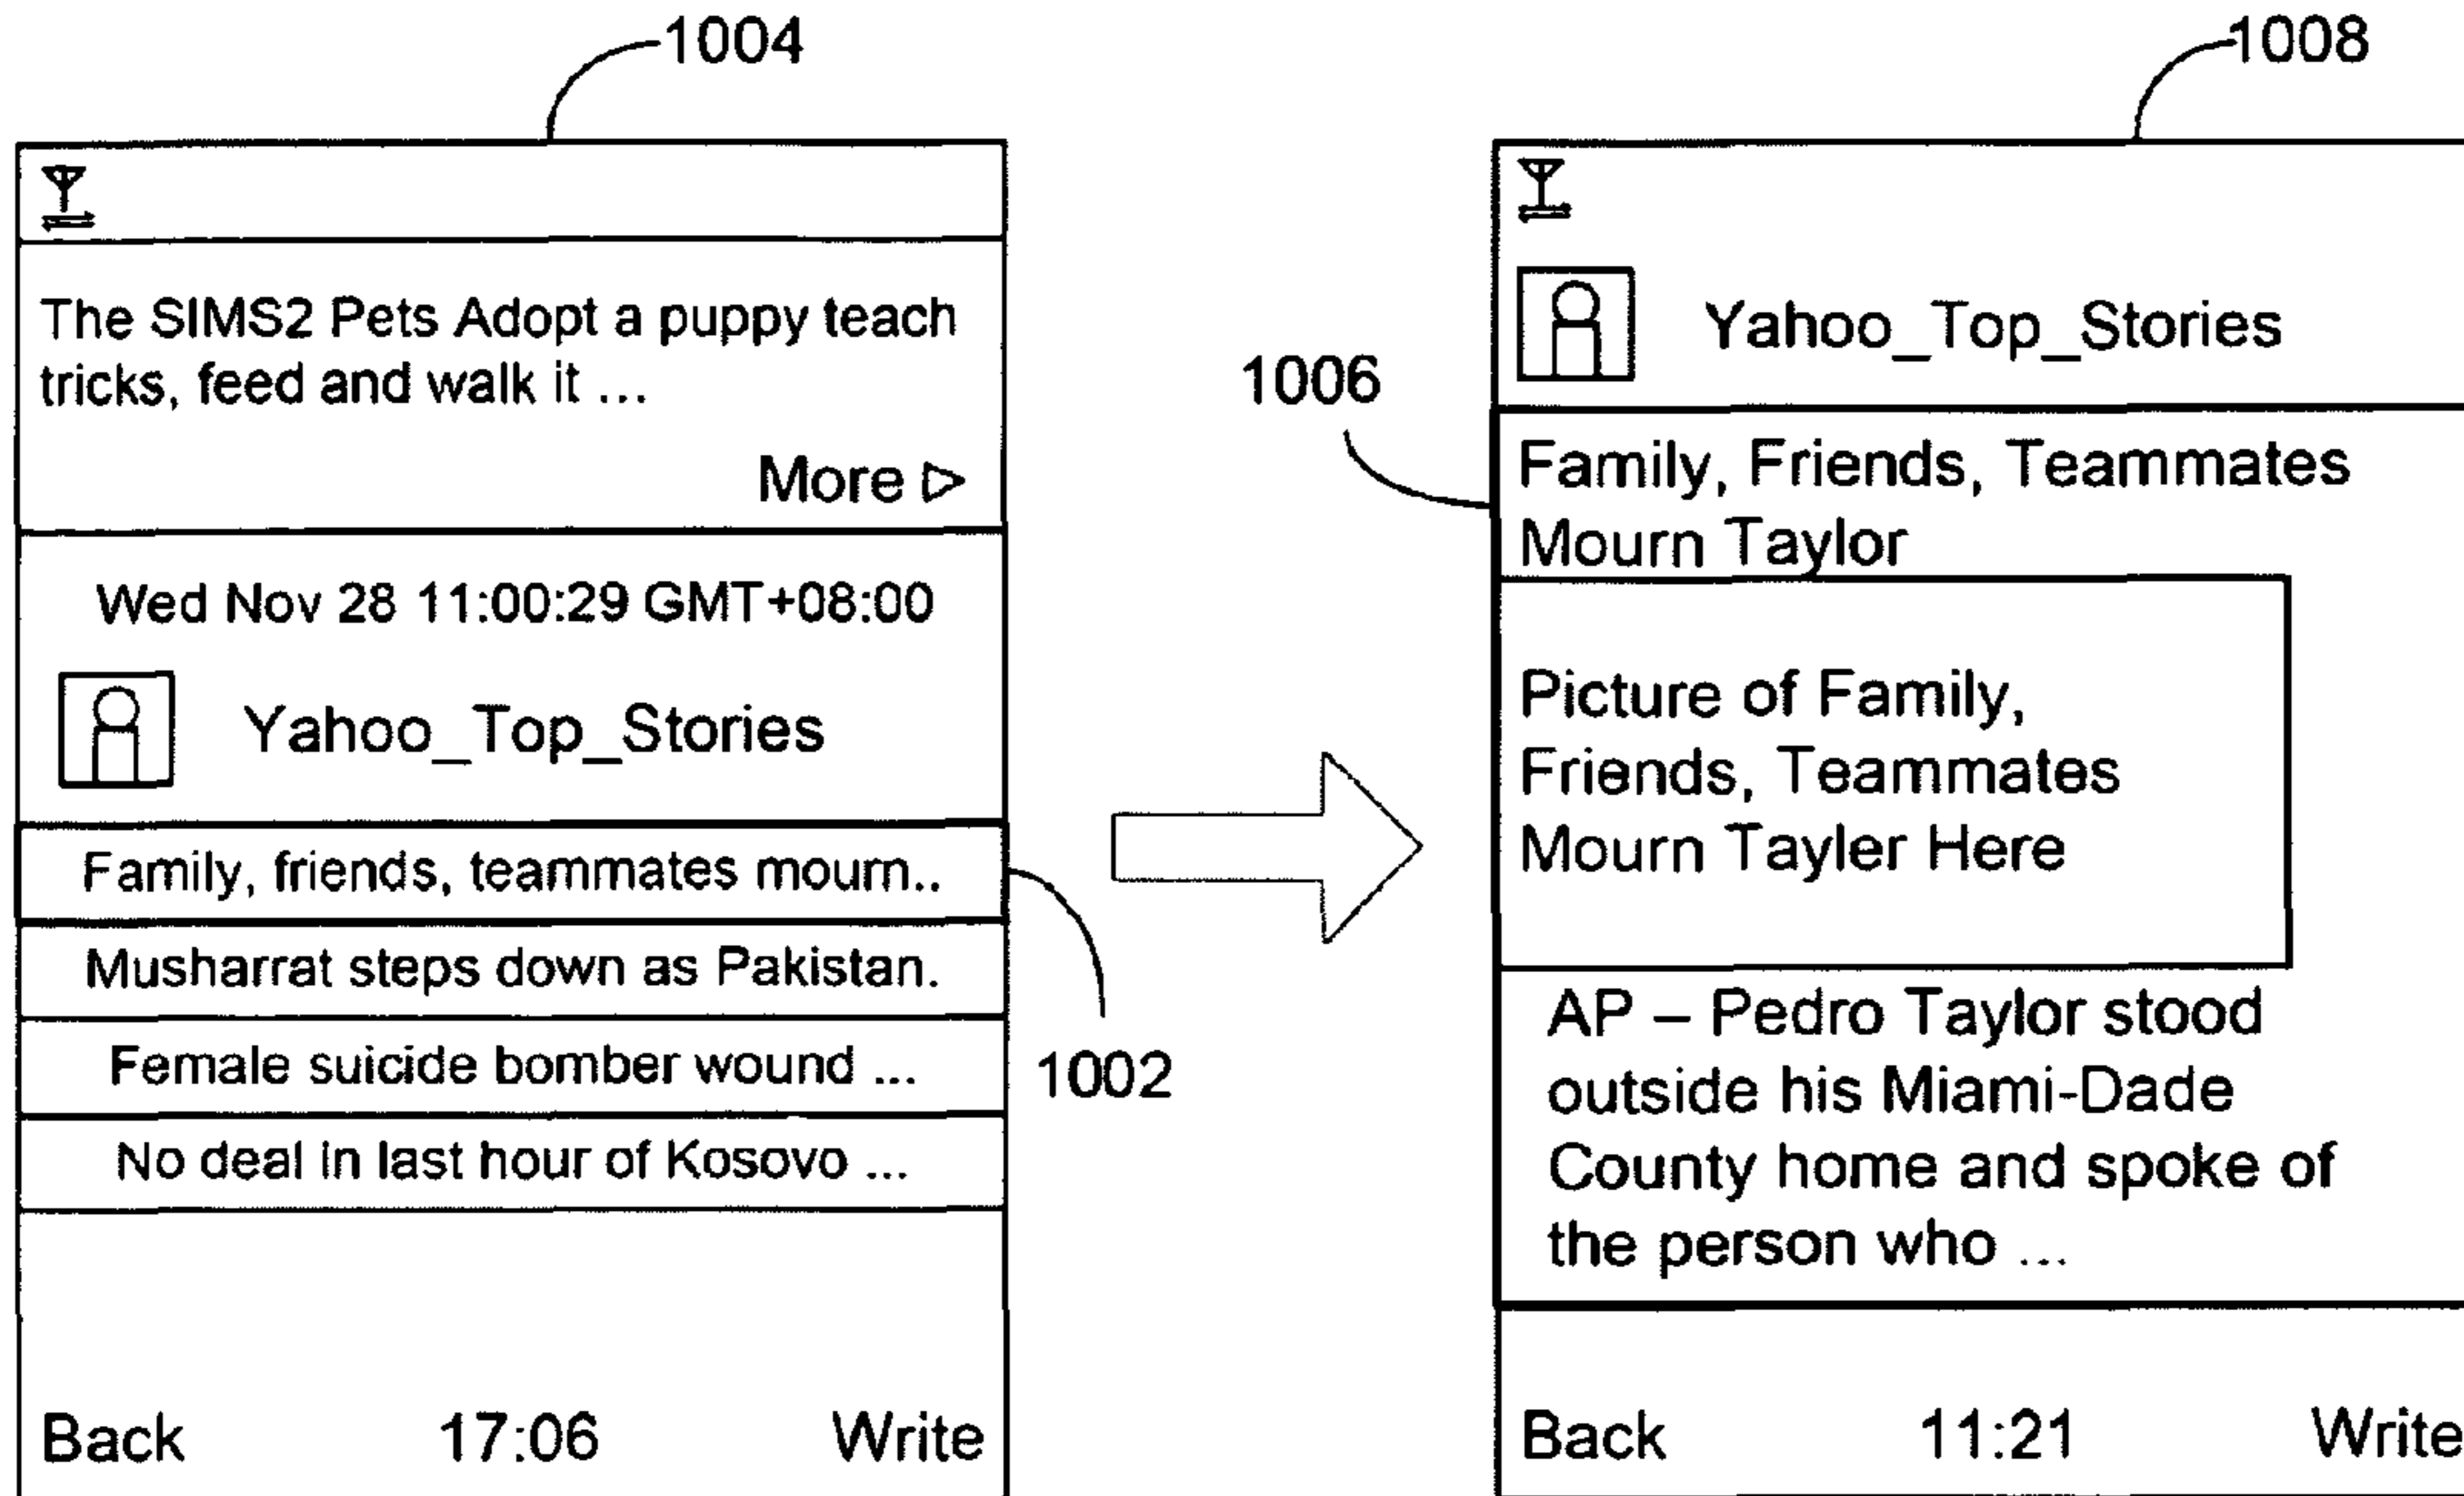 1004
The SIMS2 Pets Adopt a puppy teach
tricks, feed and walk it ...
More
Wed Nov 28 11:00:29 GMT+08:00
Yahoo_Top_Stories
Family, friends, teammates mourn..
Musharrat steps down as Pakistan.
Female suicide bomber wound ...
No deal in last hour of Kosovo ...
Back 17:06 Write
1002
1008
Yahoo_Top_Stories
1006
Family, Friends, Teammates
Mourn Taylor
Picture of Family,
Friends, Teammates
Mourn Tayler Here
AP – Pedro Taylor stood
outside his Miami-Dade
County home and spoke of
the person who ...
Back 11:21 Write